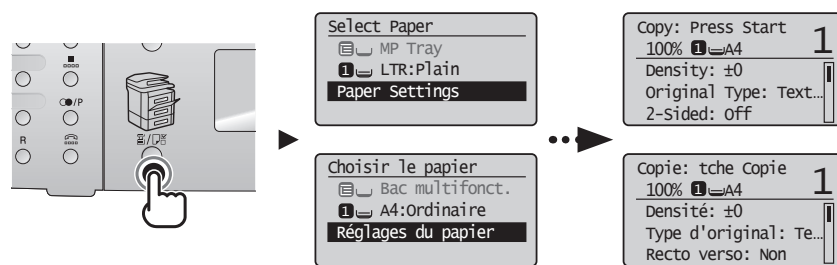 /P
R
Select Paper
MP Tray
1 LTR:Plain
Paper Settings
Choisir le papier
Bac multifonct.
1 A4:Ordinaire
Réglages du papier
Copy: Press Start
100% 1 A4 1
Density: ±0
Original Type: Text...
2-Sided: Off
Copie: tche Copie
100% 1 A4 1
Densité: ±0
Type d'original: Te...
Recto verso: Non